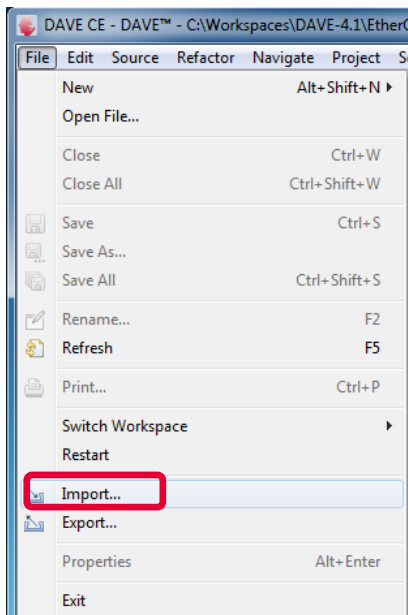 DAVE CE - DAVE™ - C:\Workspaces\DAVE-4.1\Ether
File Edit Source Refactor Navigate Project
New Alt+Shift+N
Open File...
Close Ctrl+W
Close All Ctrl+Shift+W
Save Ctrl+S
Save As...
Save All Ctrl+Shift+S
Rename... F2
Refresh F5
Print... Ctrl+P
Switch Workspace
Restart
Import...
Export...
Properties Alt+Enter
Exit